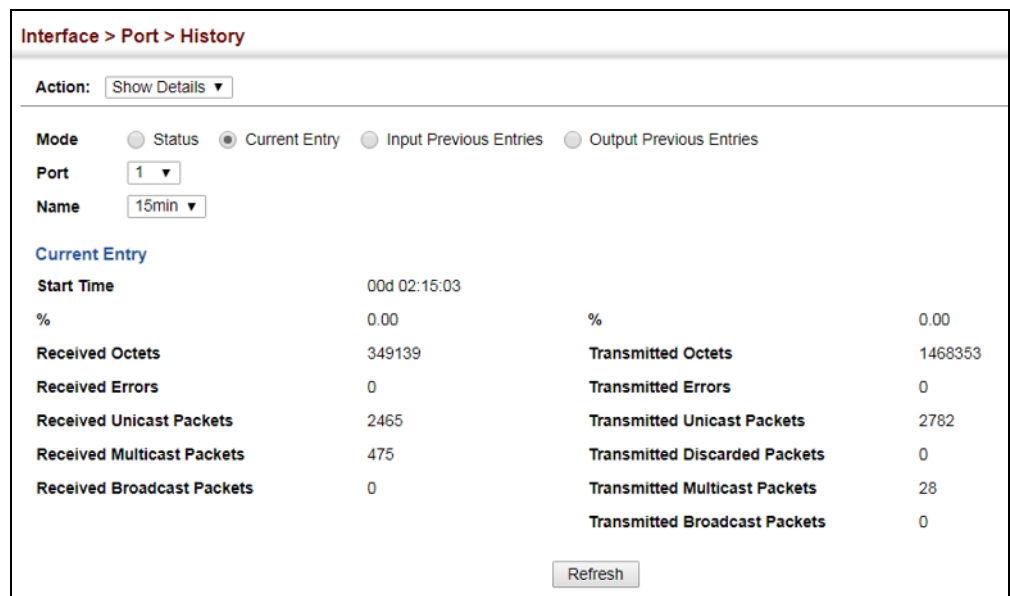 Interface > Port > History
Action: Show Details ▼
Mode Status Current Entry Input Previous Entries Output Previous Entries
Port 1 ▼
Name 15min ▼
Current Entry
Start Time 00d 02:15:03
% 0.00 % 0.00
Received Octets 349139 Transmitted Octets 1468353
Received Errors 0 Transmitted Errors 0
Received Unicast Packets 2465 Transmitted Unicast Packets 2782
Received Multicast Packets 475 Transmitted Discarded Packets 0
Received Broadcast Packets 0 Transmitted Multicast Packets 28
Transmitted Broadcast Packets 0
Refresh